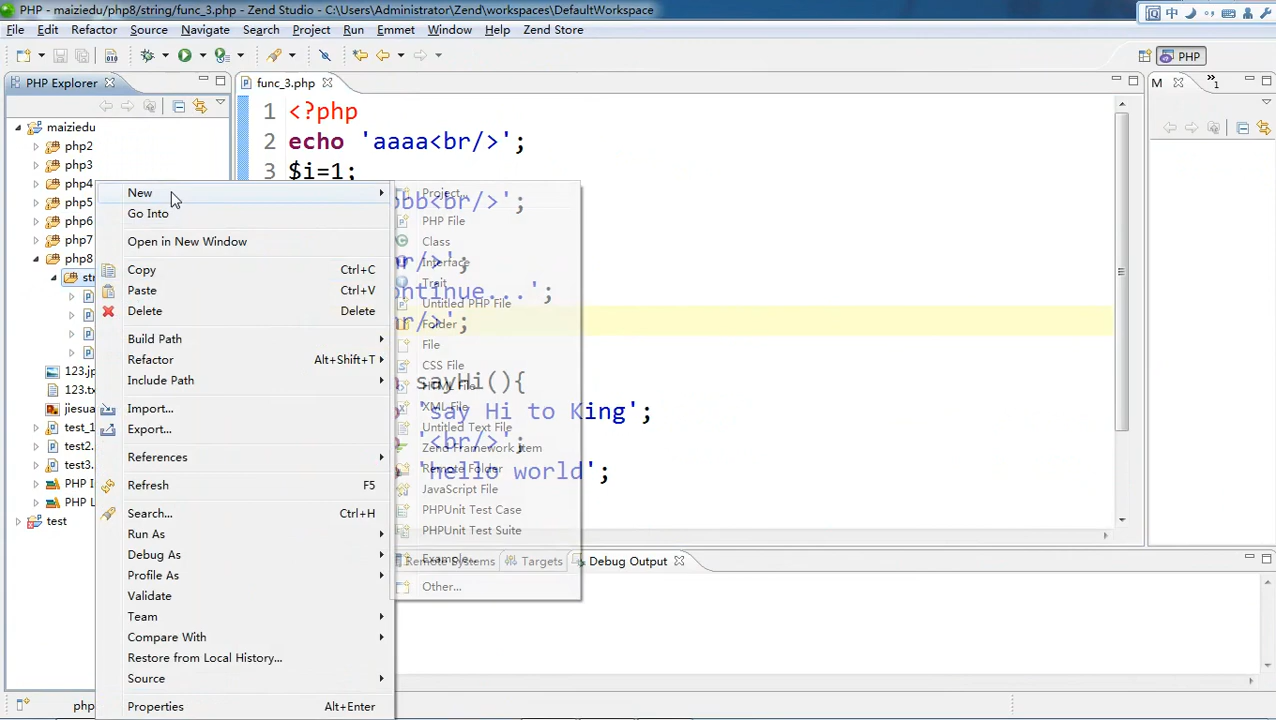 PHP - maiziedu/php8/string/func_3.php - Zend Studio - C:\Users\Administrator\Zend\workspaces\DefaultWorkspace
中
File Edit Refactor Source Navigate Search Project Run Emmet Window Help Zend Store
PHP
PHP Explorer
func_3.php
M
1
maiziedu
php2
php3
php4
php5
php6
php7
php8
str
123.jp
123.tx
jiesua
test_1
test2.
test3.
PHP I
PHP L
test
1 <?php
2 echo 'aaaa<br/>';
3 $i=1;
bbb<br/>';
br/>';
ontinue...';
br/>';
sayHi(){
'say Hi to King';
'<br/>';
'hello world';
New
Go Into
Open in New Window
Copy Ctrl+C
Paste Ctrl+V
Delete Delete
Build Path
Refactor Alt+Shift+T
Include Path
Import...
Export...
References
Refresh F5
Search... Ctrl+H
Run As
Debug As
Profile As
Validate
Team
Compare With
Restore from Local History...
Source
Properties Alt+Enter
Project...
PHP File
Class
Interface
Trait
Untitled PHP File
Folder
File
CSS File
HTML File
XML File
Untitled Text File
Zend Framework Item
Remote Folder
JavaScript File
PHPUnit Test Case
PHPUnit Test Suite
Example...
Other...
Remote Systems Targets Debug Output
php